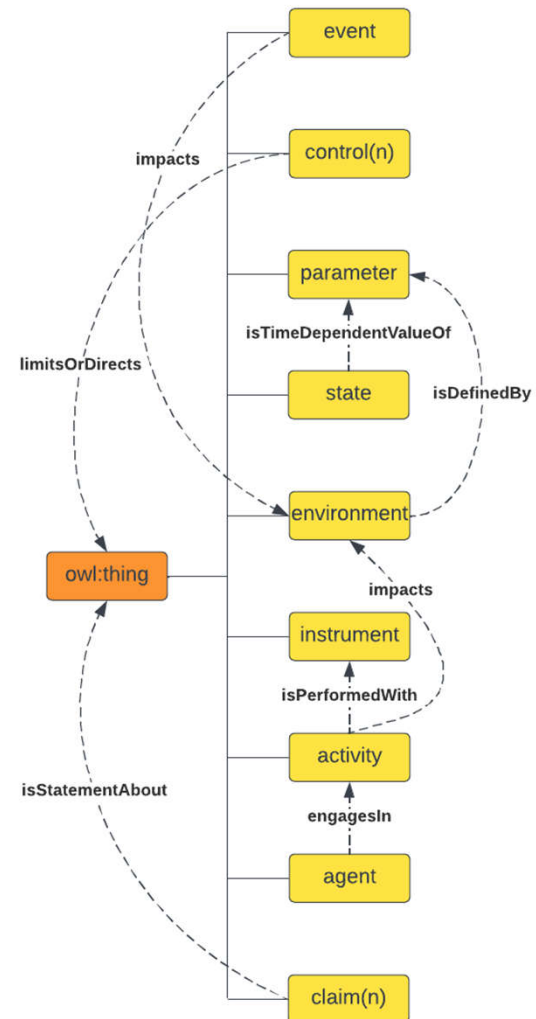 event
impacts
control(n)
parameter
isTimeDependentValueOf
limitsOrDirects
state
isDefinedBy
environment
owl:thing
impacts
instrument
isPerformedWith
activity
isStatementAbout
engagesIn
agent
claim(n)